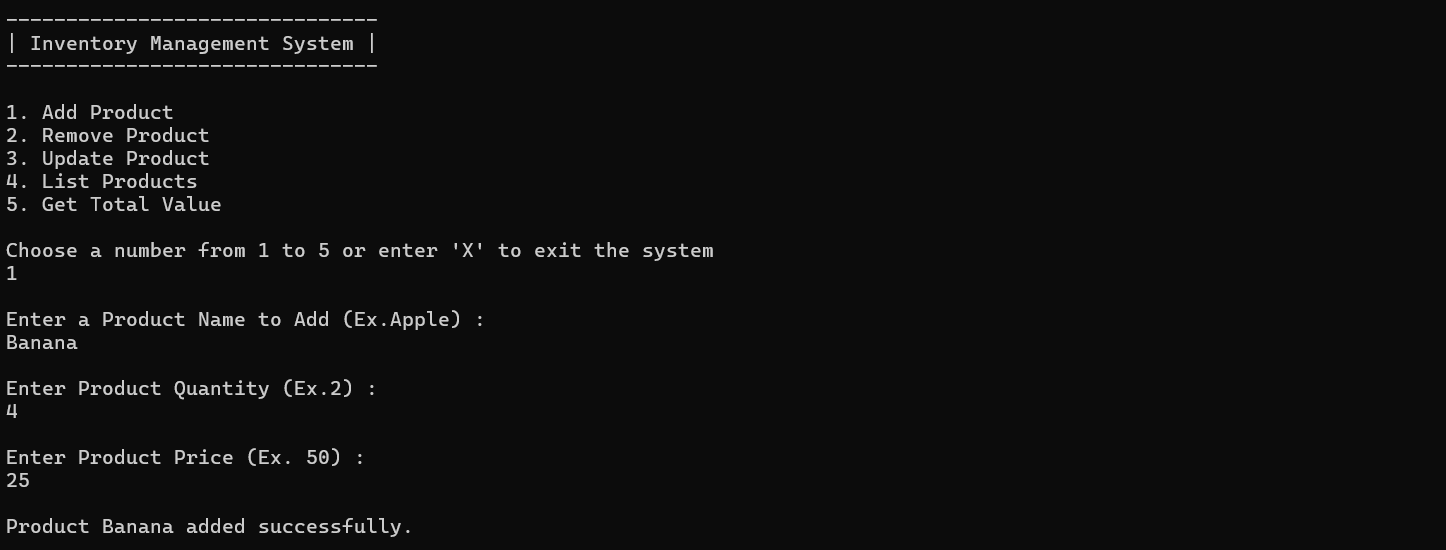 -------------------------------
| Inventory Management System |
-------------------------------
1. Add Product
2. Remove Product
3. Update Product
4. List Products
5. Get Total Value
Choose a number from 1 to 5 or enter 'X' to exit the system
1
Enter a Product Name to Add (Ex.Apple) :
Banana
Enter Product Quantity (Ex.2) :
4
Enter Product Price (Ex. 50) :
25
Product Banana added successfully.